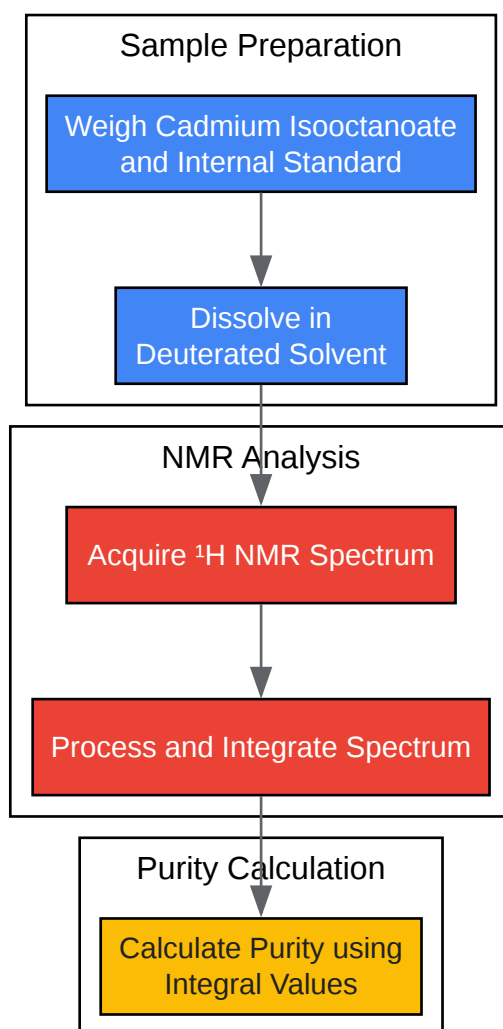 Sample Preparation
Weigh Cadmium Isooctanoate
and Internal Standard
Dissolve in
Deuterated Solvent
NMR Analysis
Acquire ¹H NMR Spectrum
Process and Integrate Spectrum
Purity Calculation
Calculate Purity using
Integral Values